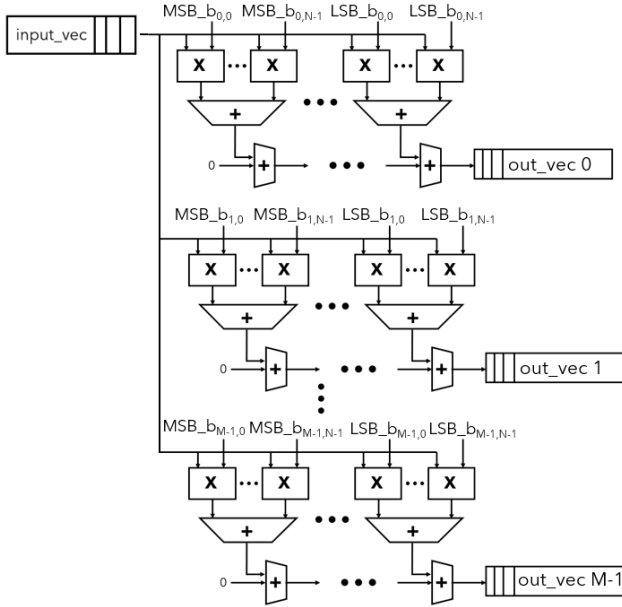 MSB_b0,0 MSB_b0,N-1 LSB_b0,0 LSB_b0,N-1
input_vec
X ... X ... X ... X
+ ... +
0 + ... + out_vec 0
MSB_b1,0 MSB_b1,N-1 LSB_b1,0 LSB_b1,N-1
X ... X X ... X
+ ... +
0 + ... + out_vec 1
MSB_bM-1,0 MSB_bM-1,N-1 LSB_bM-1,0 LSB_bM-1,N-1
X ... X X ... X
+ ... +
0 + ... + out_vec M-1